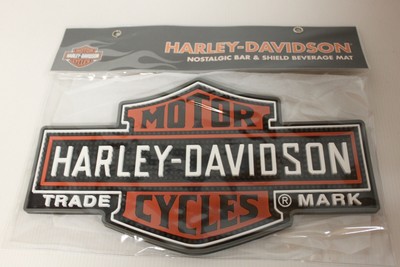 HARLEY-DAVIDSON
NOSTALGIC BAR & SHIELD BEVERAGE MAT
MOTOR
HARLEY-DAVIDSON
TRADE ® MARK
CYCLES